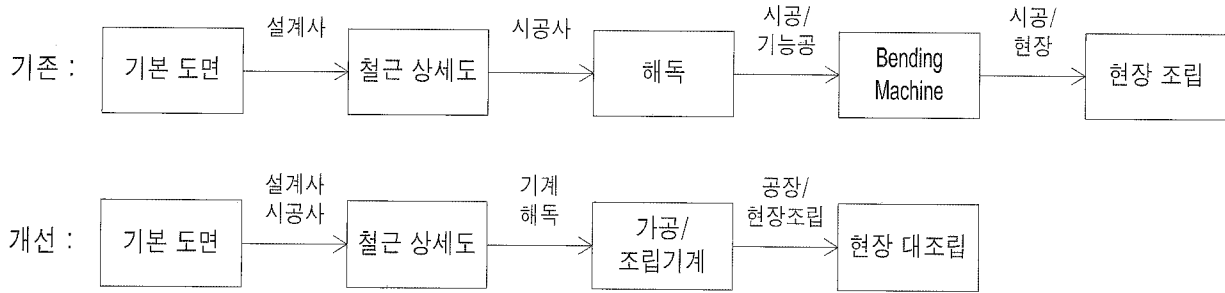 기존 :
기본 도면
설계사
철근 상세도
시공사
해독
시공/
기능공
Bending
Machine
시공/
현장
현장 조립
개선 :
기본 도면
설계사
시공사
철근 상세도
기계
해독
가공/
조립기계
공장/
현장조립
현장 대조립